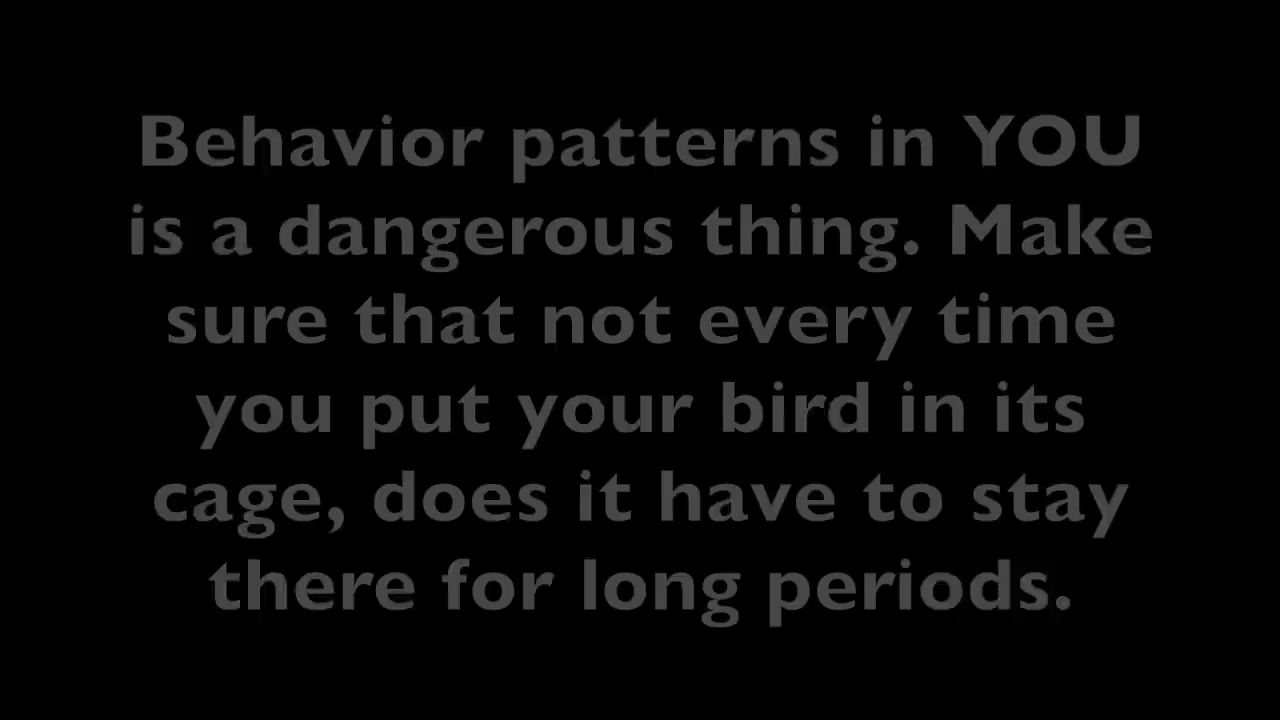 Behavior patterns in YOU
is a dangerous thing. Make
sure that not every time
you put your bird in its
cage, does it have to stay
there for long periods.